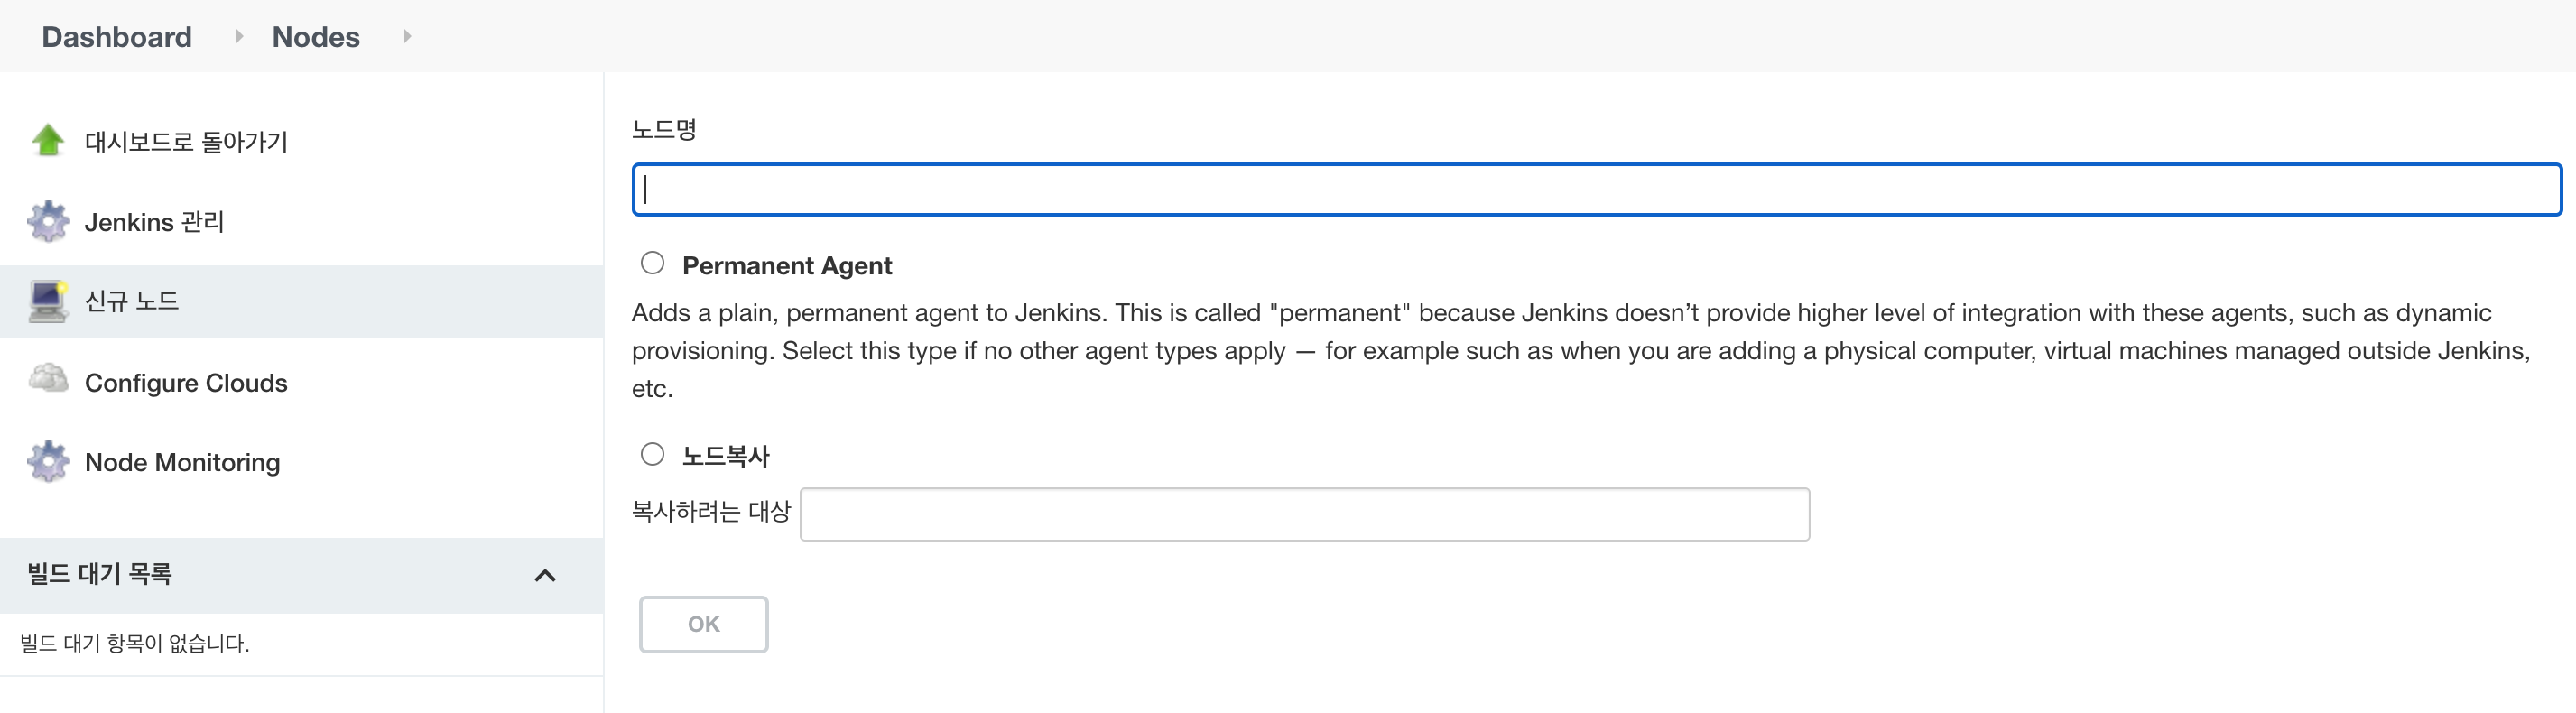 Dashboard
Nodes
대시보드로 돌아가기
Jenkins 관리
신규 노드
Configure Clouds
Node Monitoring
빌드 대기 목록
빌드 대기 항목이 없습니다.
노드명
Permanent Agent
Adds a plain, permanent agent to Jenkins. This is called "permanent" because Jenkins doesn’t provide higher level of integration with these agents, such as dynamic
provisioning. Select this type if no other agent types apply — for example such as when you are adding a physical computer, virtual machines managed outside Jenkins,
etc.
노드복사
복사하려는 대상
OK